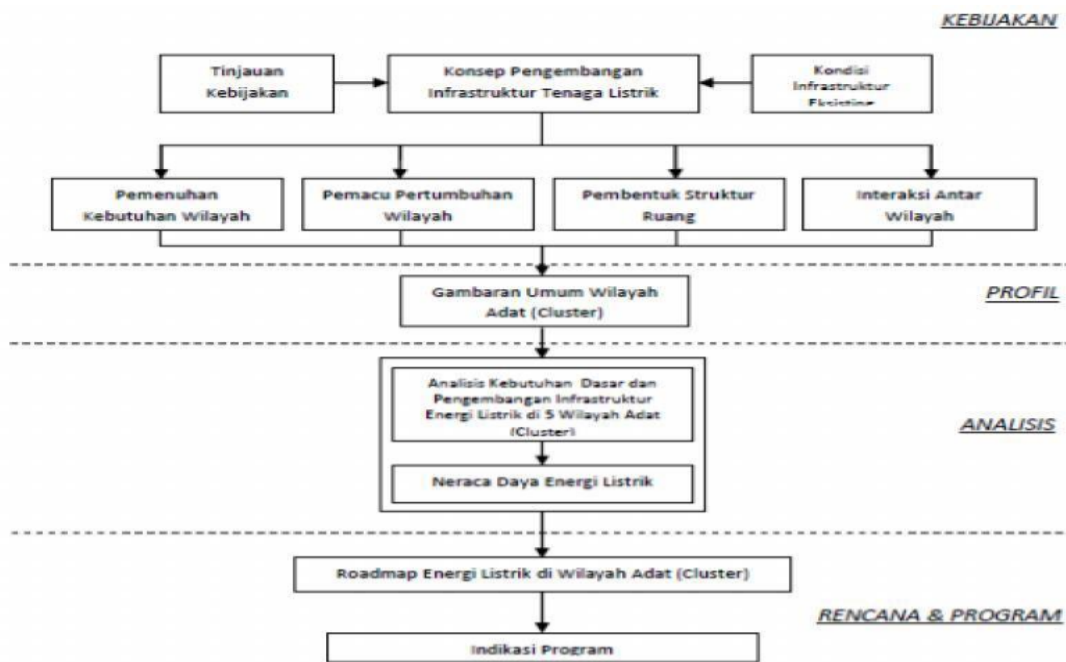 KEBIJAKAN
Tinjauan
Kebijakan
Konsep Pengembangan
Infrastruktur Tenaga Listrik
Kondisi
Infrastruktur
Eksisting
Pemenuhan
Kebutuhan Wilayah
Pemacu Pertumbuhan
Wilayah
Pembentuk Struktur
Ruang
Interaksi Antar
Wilayah
Gambaran Umum Wilayah
Adat (Cluster)
PROFIL
Analisis Kebutuhan Dasar dan
Pengembangan Infrastruktur
Energi Listrik di 5 Wilayah Adat
(Cluster)
ANALISIS
Neraca Daya Energi Listrik
Roadmap Energi Listrik di Wilayah Adat (Cluster)
RENCANA & PROGRAM
Indikasi Program